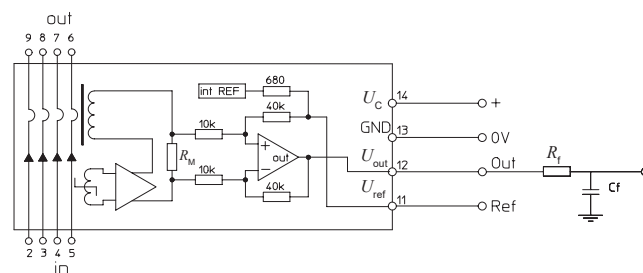 out
9 8 7 6
int REF
680
40k
10k
+
out
−
R_M
10k
40k
U_C
14
+
GND
13
0V
U_out
12
Out
R_f
Cf
U_ref
11
Ref
2 3 4 5
in